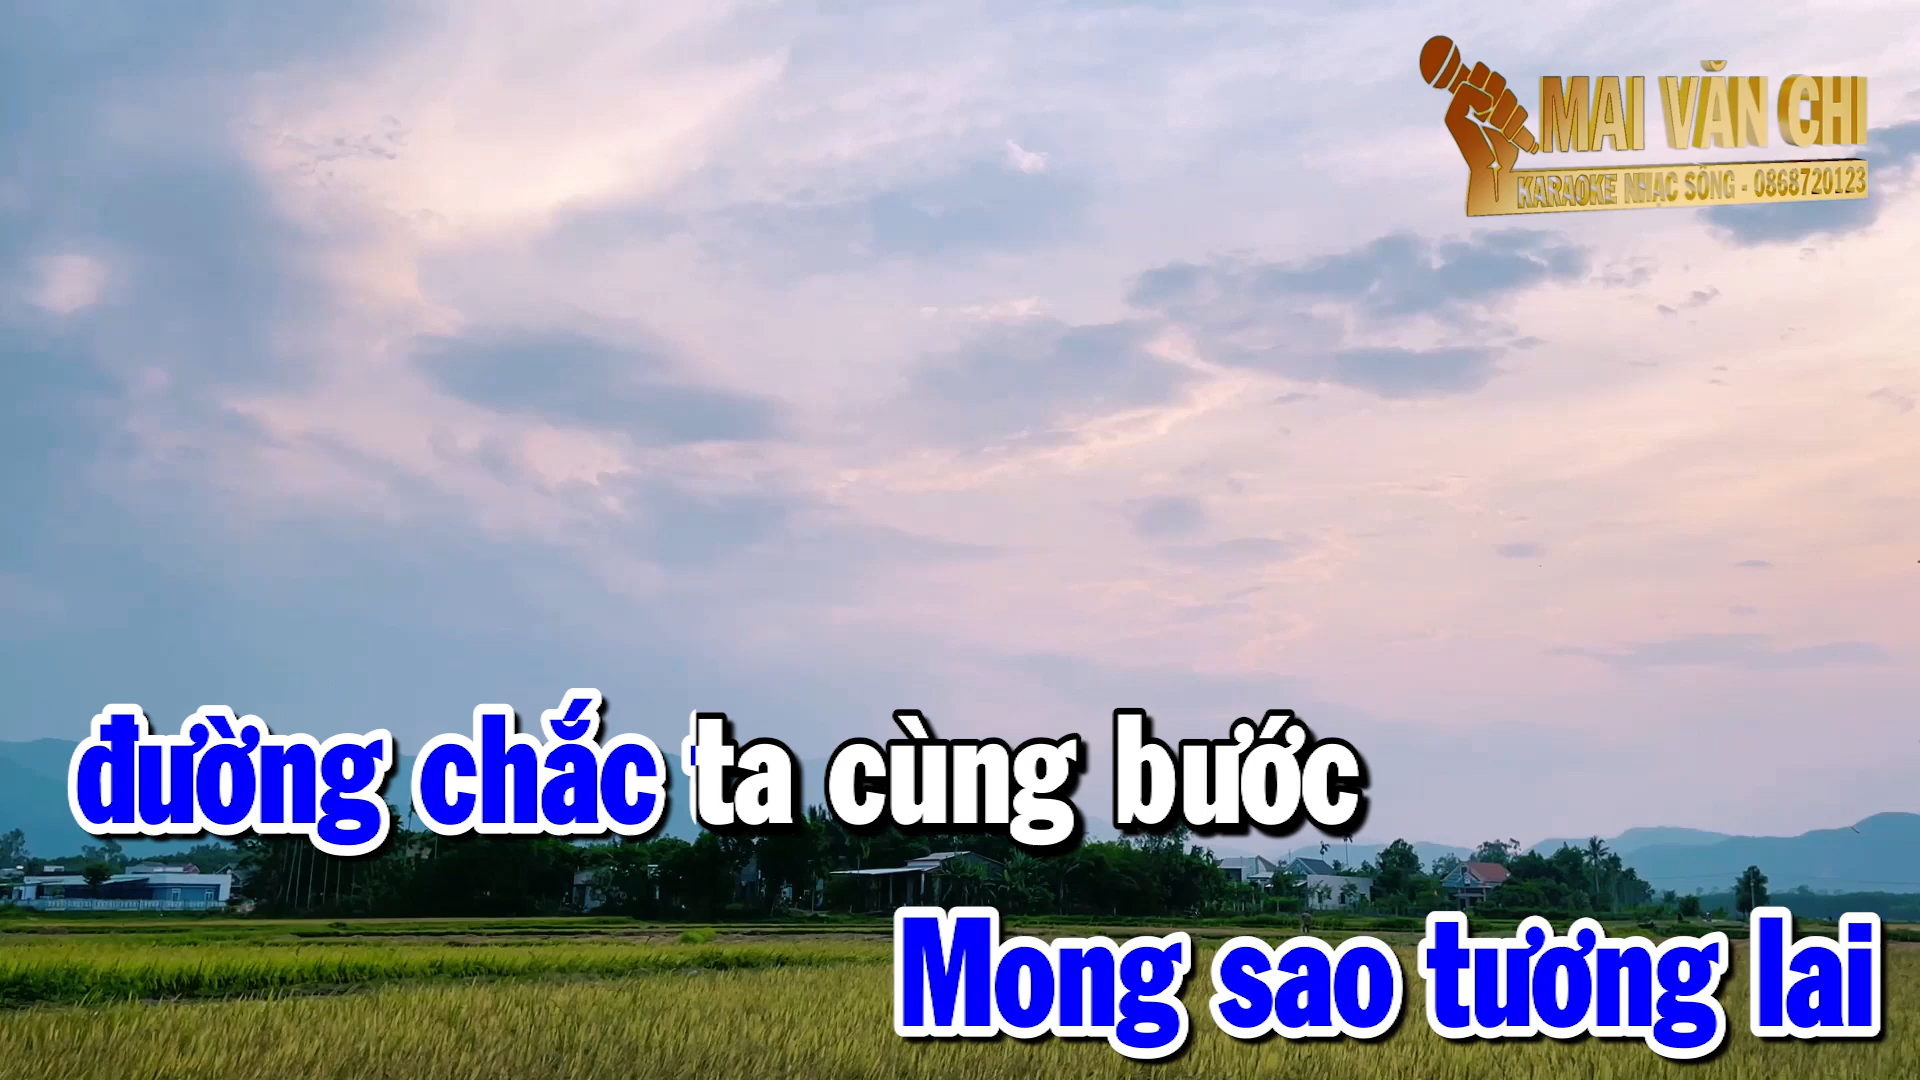 MAI VĂN CHI
KARAOKE NHẠC SỐNG - 0868720123
đường chắc ta cùng bước
Mong sao tương lai